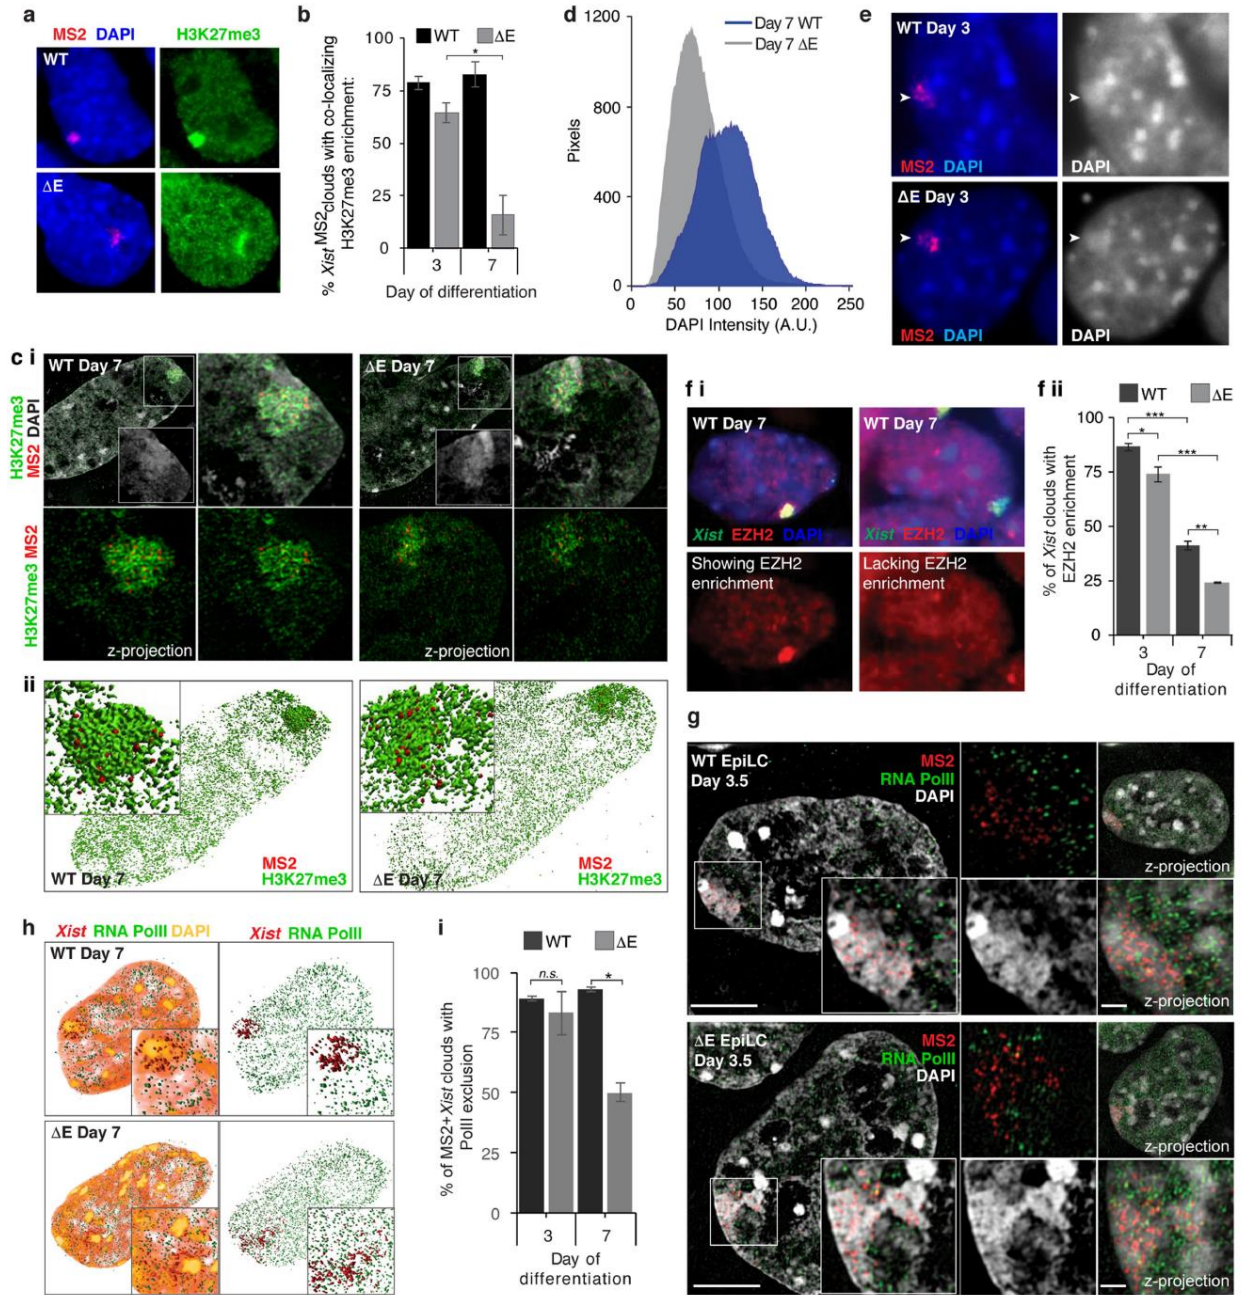 a
MS2 DAPI
H3K27me3
WT
ΔE
b
WT ΔE
*
% Xist MS2 clouds with co-localizing
H3K27me3 enrichment:
100
75
50
25
0
3 7
Day of differentiation
d
Day 7 WT
Day 7 ΔE
Pixels
1200
800
400
0
0 50 100 150 200 250
DAPI Intensity (A.U.)
e
WT Day 3
MS2 DAPI
DAPI
ΔE Day 3
MS2 DAPI
DAPI
c i
H3K27me3
MS2 DAPI
WT Day 7
ΔE Day 7
H3K27me3 MS2
z-projection
z-projection
ii
WT Day 7
MS2
H3K27me3
ΔE Day 7
MS2
H3K27me3
f i
WT Day 7
Xist EZH2 DAPI
WT Day 7
Xist EZH2 DAPI
Showing EZH2
enrichment
Lacking EZH2
enrichment
f ii
WT ΔE
% of Xist clouds with
EZH2 enrichment
100
75
50
25
0
***
*
***
**
3 7
Day of
differentiation
g
WT EpiLC
Day 3.5
MS2
RNA PolII
DAPI
z-projection
z-projection
ΔE EpiLC
Day 3.5
MS2
RNA PolII
DAPI
z-projection
z-projection
h
Xist RNA PolII DAPI
Xist RNA PolII
WT Day 7
ΔE Day 7
i
WT ΔE
% of MS2+ Xist clouds with
PolII exclusion
100
75
50
25
0
n.s.
*
3 7
Day of
differentiation